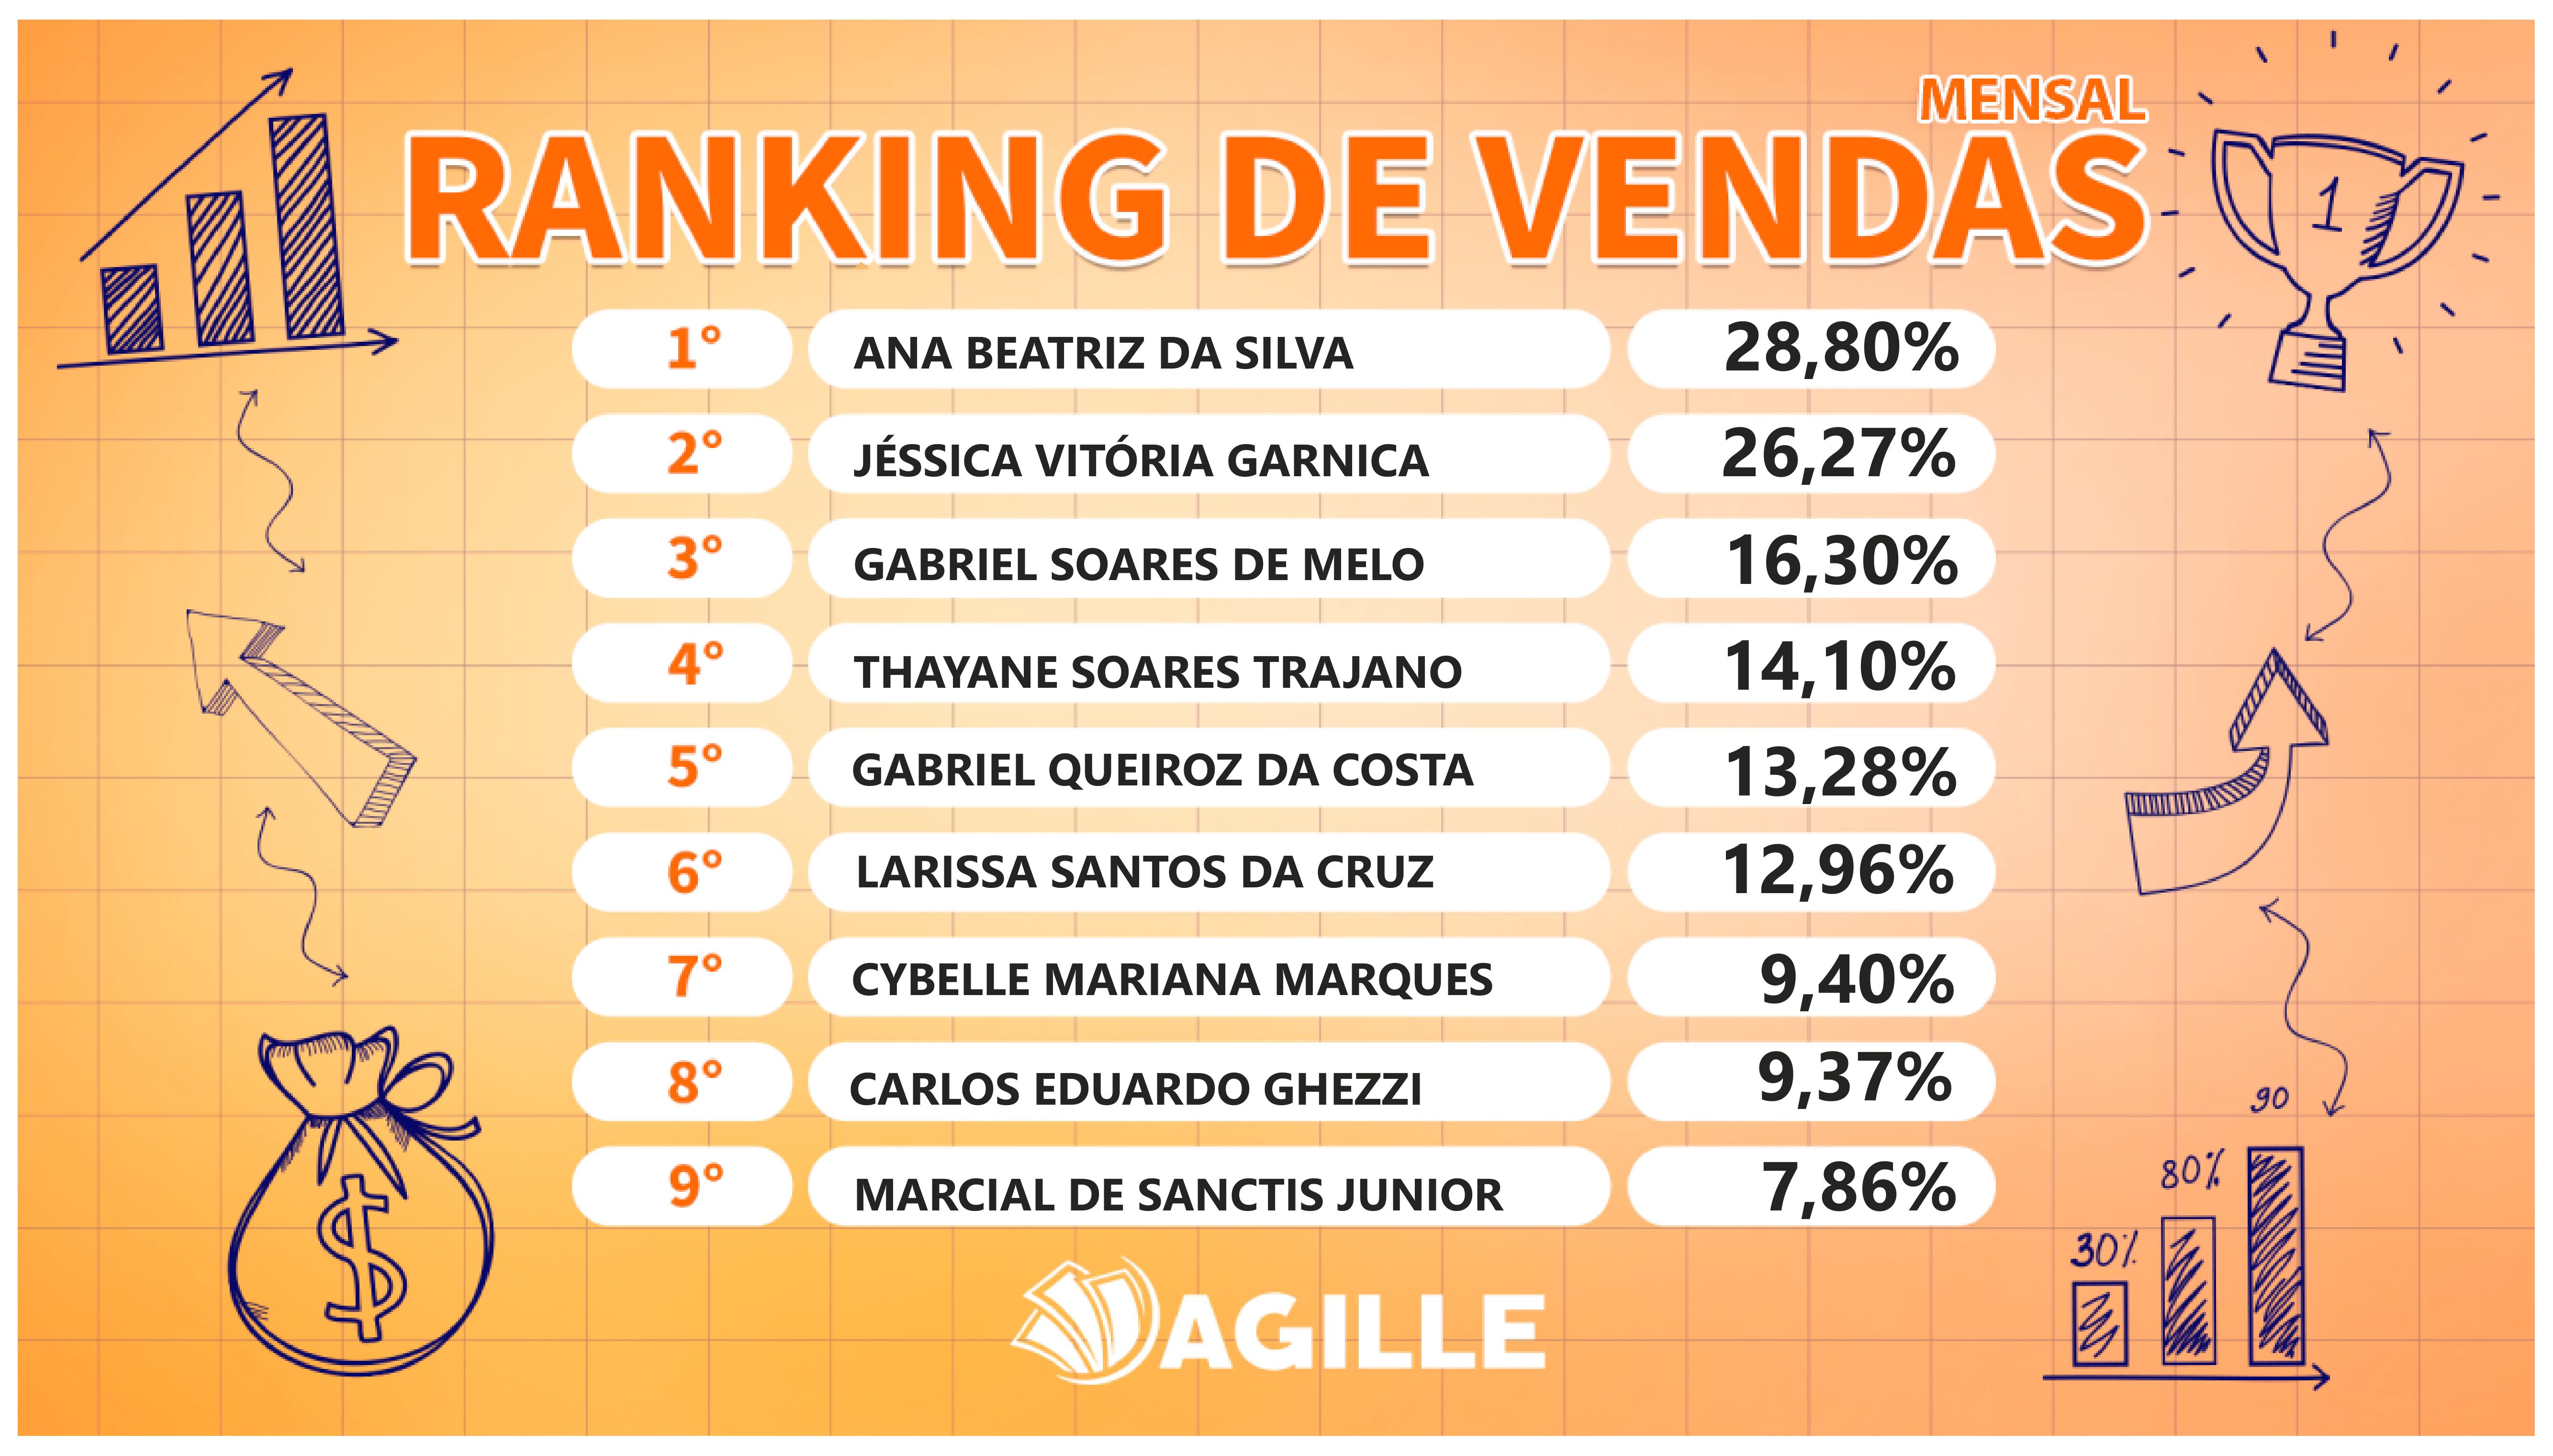 MENSAL
RANKING DE VENDAS
1° ANA BEATRIZ DA SILVA 28,80%
2° JÉSSICA VITÓRIA GARNICA 26,27%
3° GABRIEL SOARES DE MELO 16,30%
4° THAYANE SOARES TRAJANO 14,10%
5° GABRIEL QUEIROZ DA COSTA 13,28%
6° LARISSA SANTOS DA CRUZ 12,96%
7° CYBELLE MARIANA MARQUES 9,40%
8° CARLOS EDUARDO GHEZZI 9,37%
9° MARCIAL DE SANCTIS JUNIOR 7,86%
AGILLE
1
$
30%
80%
90